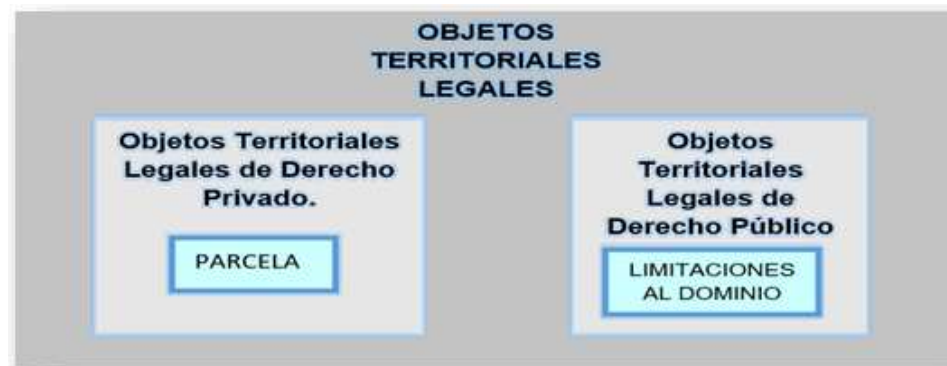 OBJETOS
TERRITORIALES
LEGALES
Objetos Territoriales
Legales de Derecho
Privado.
PARCELA
Objetos
Territoriales
Legales de
Derecho Público
LIMITACIONES
AL DOMINIO